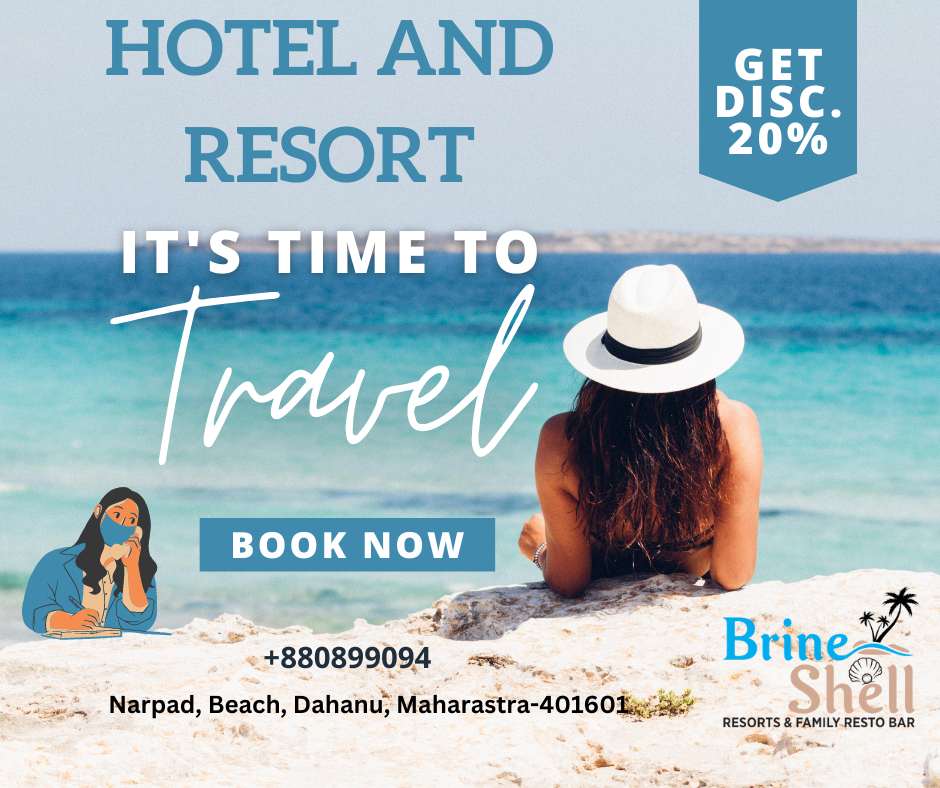 HOTEL AND
RESORT
GET
DISC.
20%
IT'S TIME TO
Travel
BOOK NOW
+880899094
Narpad, Beach, Dahanu, Maharastra-401601
Brine
Shell
RESORTS & FAMILY RESTO BAR